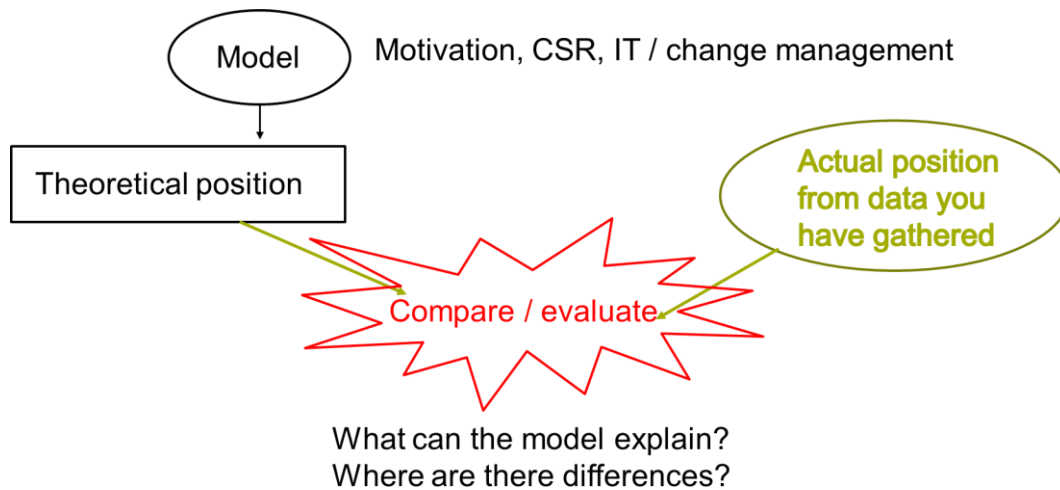 Model
Motivation, CSR, IT / change management
Theoretical position
Actual position
from data you
have gathered
Compare / evaluate
What can the model explain?
Where are there differences?